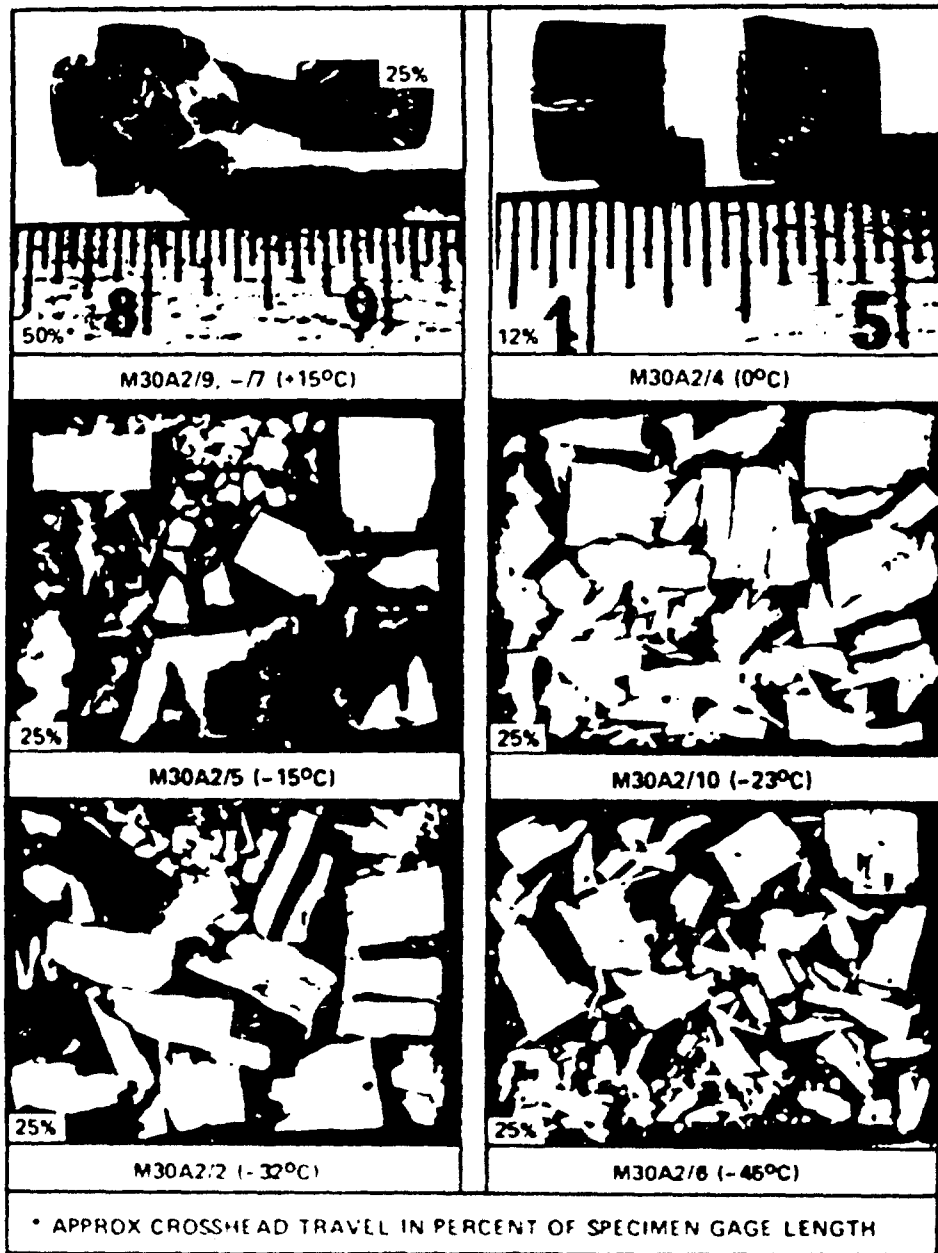 25%
8 9
50%*
M30A2/9, -/7 (+15°C)
1 5
12%
M30A2/4 (0°C)
25%
M30A2/5 (-15°C)
25%
M30A2/10 (-23°C)
25%
M30A2/2 (-32°C)
25%
M30A2/6 (-46°C)
* APPROX CROSSHEAD TRAVEL IN PERCENT OF SPECIMEN GAGE LENGTH